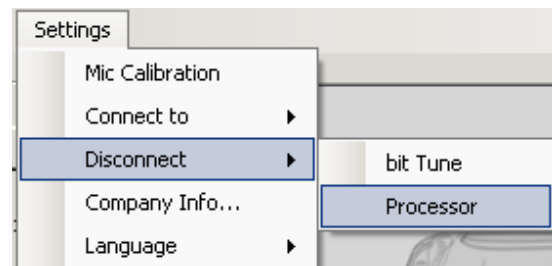 Settings
Mic Calibration
Connect to
Disconnect
bit Tune
Company Info...
Processor
Language